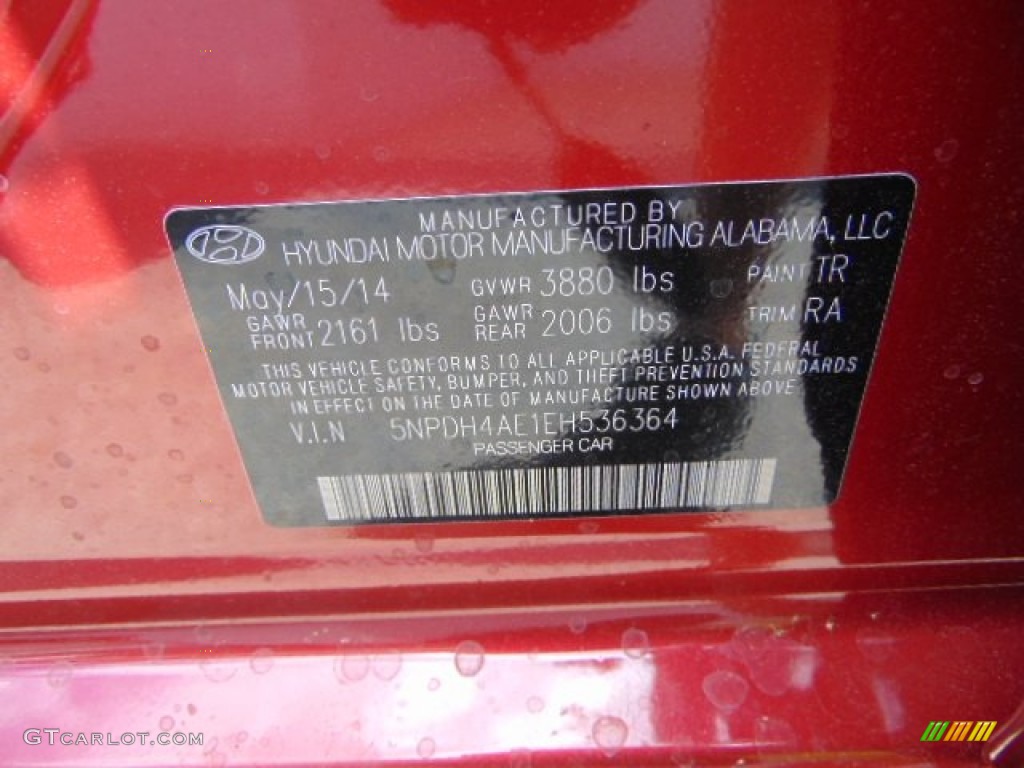 MANUFACTURED BY
HYUNDAI MOTOR MANUFACTURING ALABAMA, LLC
May/15/14 GVWR 3880 lbs PAINT TR
GAWR FRONT 2161 lbs GAWR REAR 2006 lbs TRIM RA
THIS VEHICLE CONFORMS TO ALL APPLICABLE U.S.A. FEDERAL
MOTOR VEHICLE SAFETY, BUMPER, AND THEFT PREVENTION STANDARDS
IN EFFECT ON THE DATE OF MANUFACTURE SHOWN ABOVE
V.I.N 5NPDH4AE1EH536364
PASSENGER CAR
GTCARLOT.COM